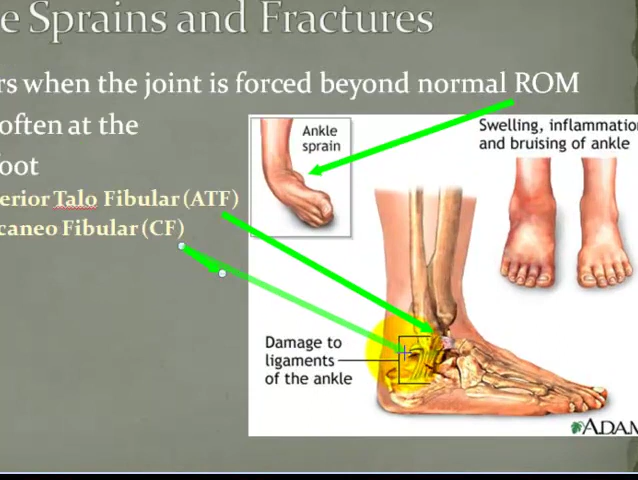 e Sprains and Fractures
rs when the joint is forced beyond normal ROM
often at the
oot
erior Talo Fibular (ATF)
caneo Fibular (CF)
Ankle
sprain
Swelling, inflammation
and bruising of ankle
Damage to
ligaments
of the ankle
ADAM